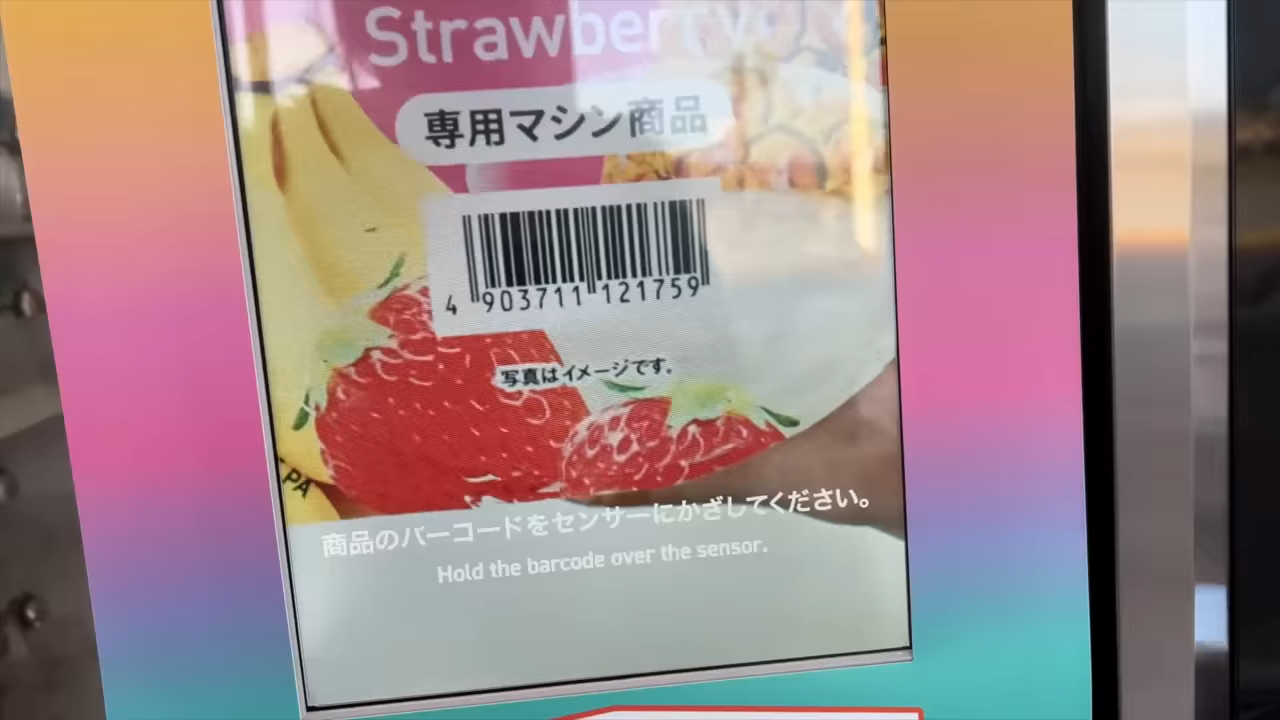 Strawberry
専用マシン商品
4 903711 121759
写真はイメージです。
PA
商品のバーコードをセンサーにかざしてください。
Hold the barcode over the sensor.